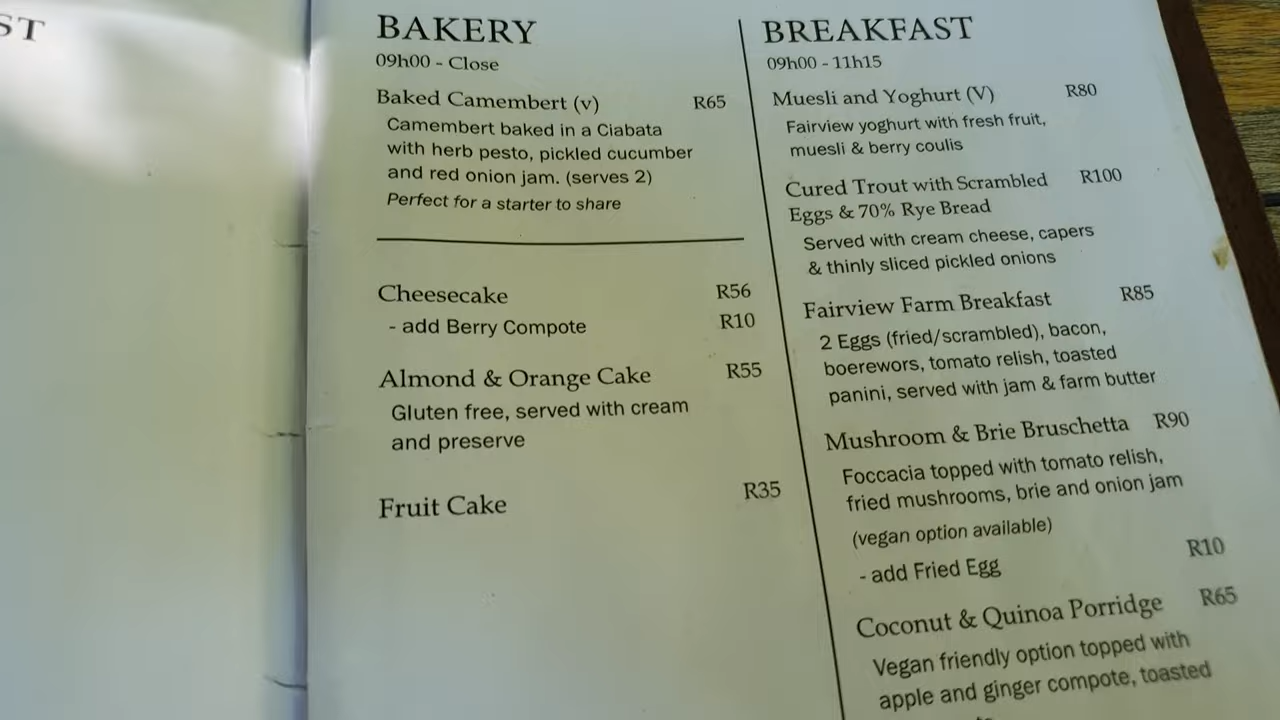 ST
BAKERY
09h00 - Close
Baked Camembert (v) R65
Camembert baked in a Ciabata
with herb pesto, pickled cucumber
and red onion jam. (serves 2)
Perfect for a starter to share
Cheesecake R56
- add Berry Compote R10
Almond & Orange Cake R55
Gluten free, served with cream
and preserve
Fruit Cake R35
BREAKFAST
09h00 - 11h15
Muesli and Yoghurt (V) R80
Fairview yoghurt with fresh fruit,
muesli & berry coulis
Cured Trout with Scrambled R100
Eggs & 70% Rye Bread
Served with cream cheese, capers
& thinly sliced pickled onions
Fairview Farm Breakfast R85
2 Eggs (fried/scrambled), bacon,
boerewors, tomato relish, toasted
panini, served with jam & farm butter
Mushroom & Brie Bruschetta R90
Foccacia topped with tomato relish,
fried mushrooms, brie and onion jam
(vegan option available)
- add Fried Egg R10
Coconut & Quinoa Porridge R65
Vegan friendly option topped with
apple and ginger compote, toasted